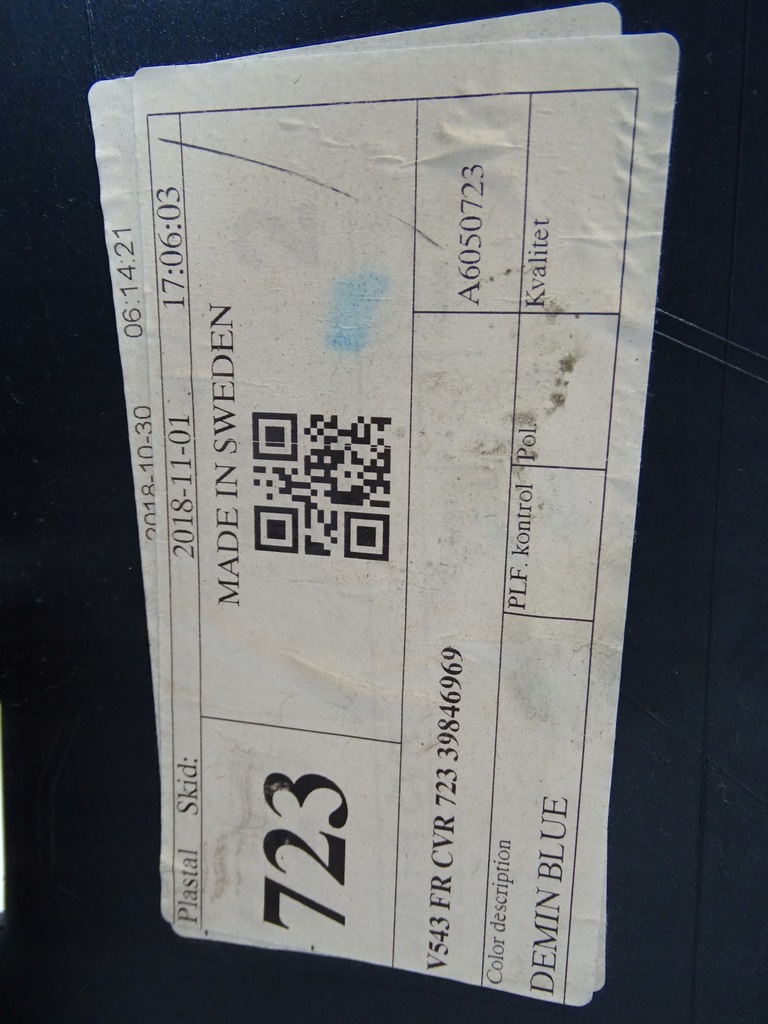 2018-10-30 06:14:21
Plastal Skid: 2018-11-01 17:06:03
723
MADE IN SWEDEN
V543 FR CVR 723 39846969
A6050723
Color description
DEMIN BLUE
PLF. kontrol
Pol.
Kvalitet